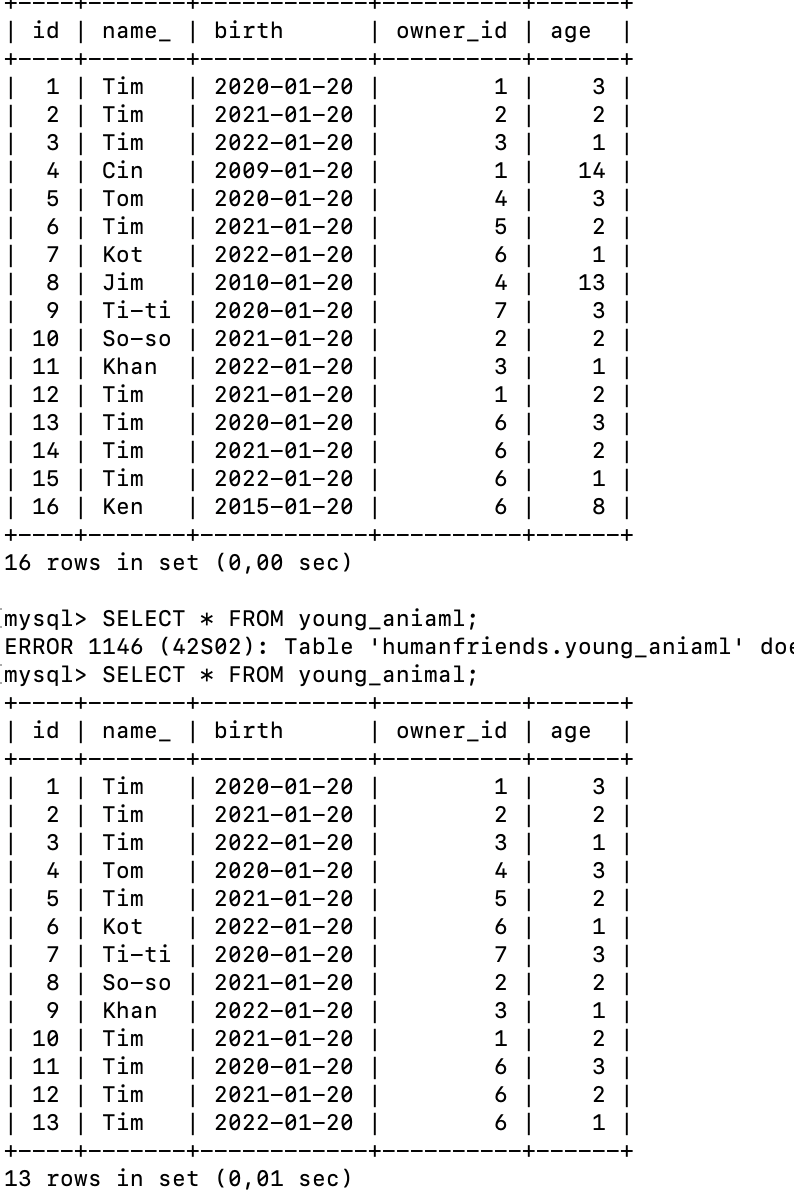 +----+-------+------------+----------+------+
| id | name_ | birth      | owner_id | age  |
+----+-------+------------+----------+------+
|  1 | Tim   | 2020-01-20 |        1 |    3 |
|  2 | Tim   | 2021-01-20 |        2 |    2 |
|  3 | Tim   | 2022-01-20 |        3 |    1 |
|  4 | Cin   | 2009-01-20 |        1 |   14 |
|  5 | Tom   | 2020-01-20 |        4 |    3 |
|  6 | Tim   | 2021-01-20 |        5 |    2 |
|  7 | Kot   | 2022-01-20 |        6 |    1 |
|  8 | Jim   | 2010-01-20 |        4 |   13 |
|  9 | Ti-ti | 2020-01-20 |        7 |    3 |
| 10 | So-so | 2021-01-20 |        2 |    2 |
| 11 | Khan  | 2022-01-20 |        3 |    1 |
| 12 | Tim   | 2021-01-20 |        1 |    2 |
| 13 | Tim   | 2020-01-20 |        6 |    3 |
| 14 | Tim   | 2021-01-20 |        6 |    2 |
| 15 | Tim   | 2022-01-20 |        6 |    1 |
| 16 | Ken   | 2015-01-20 |        6 |    8 |
+----+-------+------------+----------+------+
16 rows in set (0,00 sec)
mysql> SELECT * FROM young_aniaml;
ERROR 1146 (42S02): Table 'humanfriends.young_aniaml' doe
mysql> SELECT * FROM young_animal;
+----+-------+------------+----------+------+
| id | name_ | birth      | owner_id | age  |
+----+-------+------------+----------+------+
|  1 | Tim   | 2020-01-20 |        1 |    3 |
|  2 | Tim   | 2021-01-20 |        2 |    2 |
|  3 | Tim   | 2022-01-20 |        3 |    1 |
|  4 | Tom   | 2020-01-20 |        4 |    3 |
|  5 | Tim   | 2021-01-20 |        5 |    2 |
|  6 | Kot   | 2022-01-20 |        6 |    1 |
|  7 | Ti-ti | 2020-01-20 |        7 |    3 |
|  8 | So-so | 2021-01-20 |        2 |    2 |
|  9 | Khan  | 2022-01-20 |        3 |    1 |
| 10 | Tim   | 2021-01-20 |        1 |    2 |
| 11 | Tim   | 2020-01-20 |        6 |    3 |
| 12 | Tim   | 2021-01-20 |        6 |    2 |
| 13 | Tim   | 2022-01-20 |        6 |    1 |
+----+-------+------------+----------+------+
13 rows in set (0,01 sec)